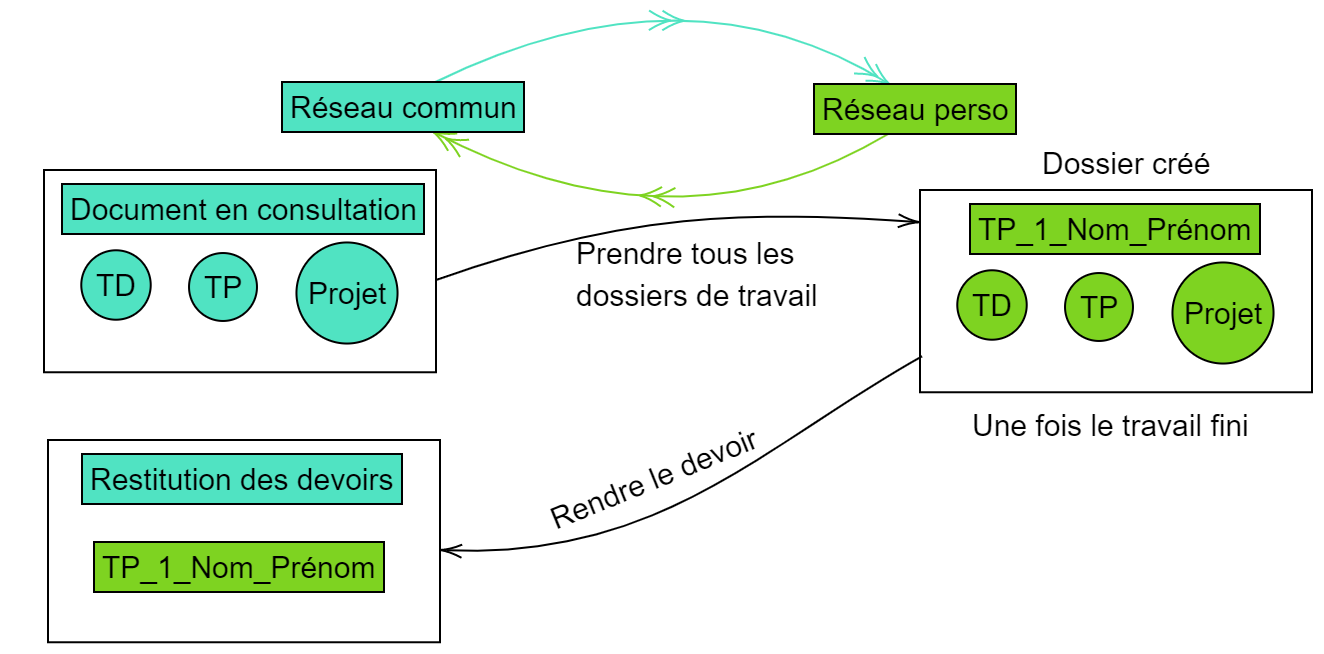 Réseau commun
Réseau perso
Dossier créé
Document en consultation
TD
TP
Projet
Prendre tous les
dossiers de travail
TP_1_Nom_Prénom
TD
TP
Projet
Une fois le travail fini
Rendre le devoir
Restitution des devoirs
TP_1_Nom_Prénom